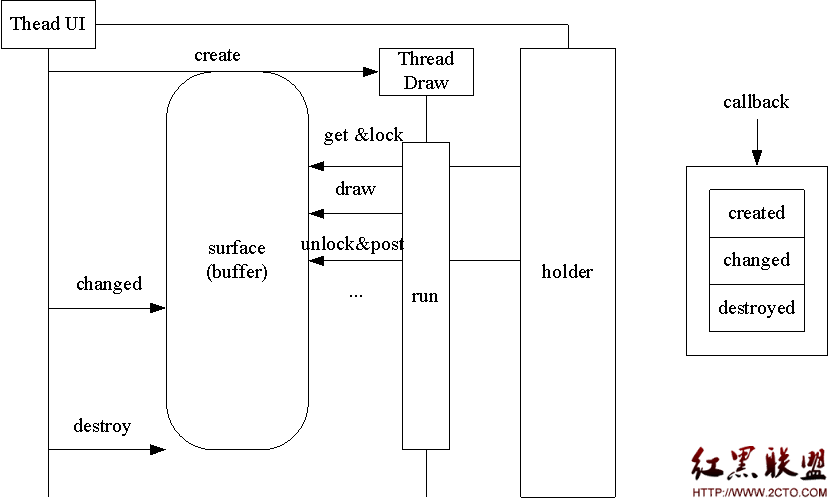 Thead UI
create
Thread
Draw
callback
get &lock
draw
created
unlock&post
surface
(buffer)
changed
holder
changed
...
run
destroyed
destroy
红黑联盟
HTTP://WWW.2CTO.COM